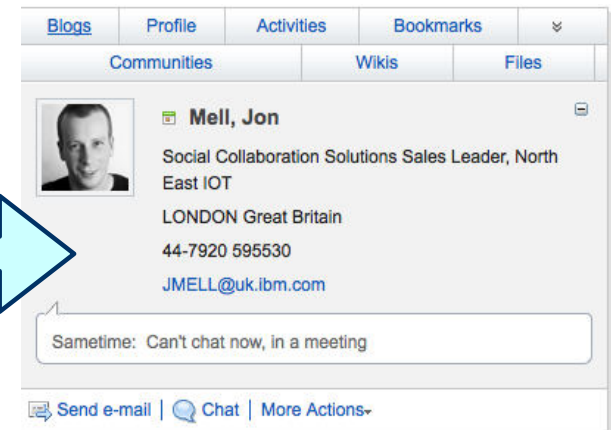 Blogs Profile Activities Bookmarks
Communities Wikis Files
Mell, Jon
Social Collaboration Solutions Sales Leader, North
East IOT
LONDON Great Britain
44-7920 595530
JMELL@uk.ibm.com
Sametime: Can't chat now, in a meeting
Send e-mail | Chat | More Actions